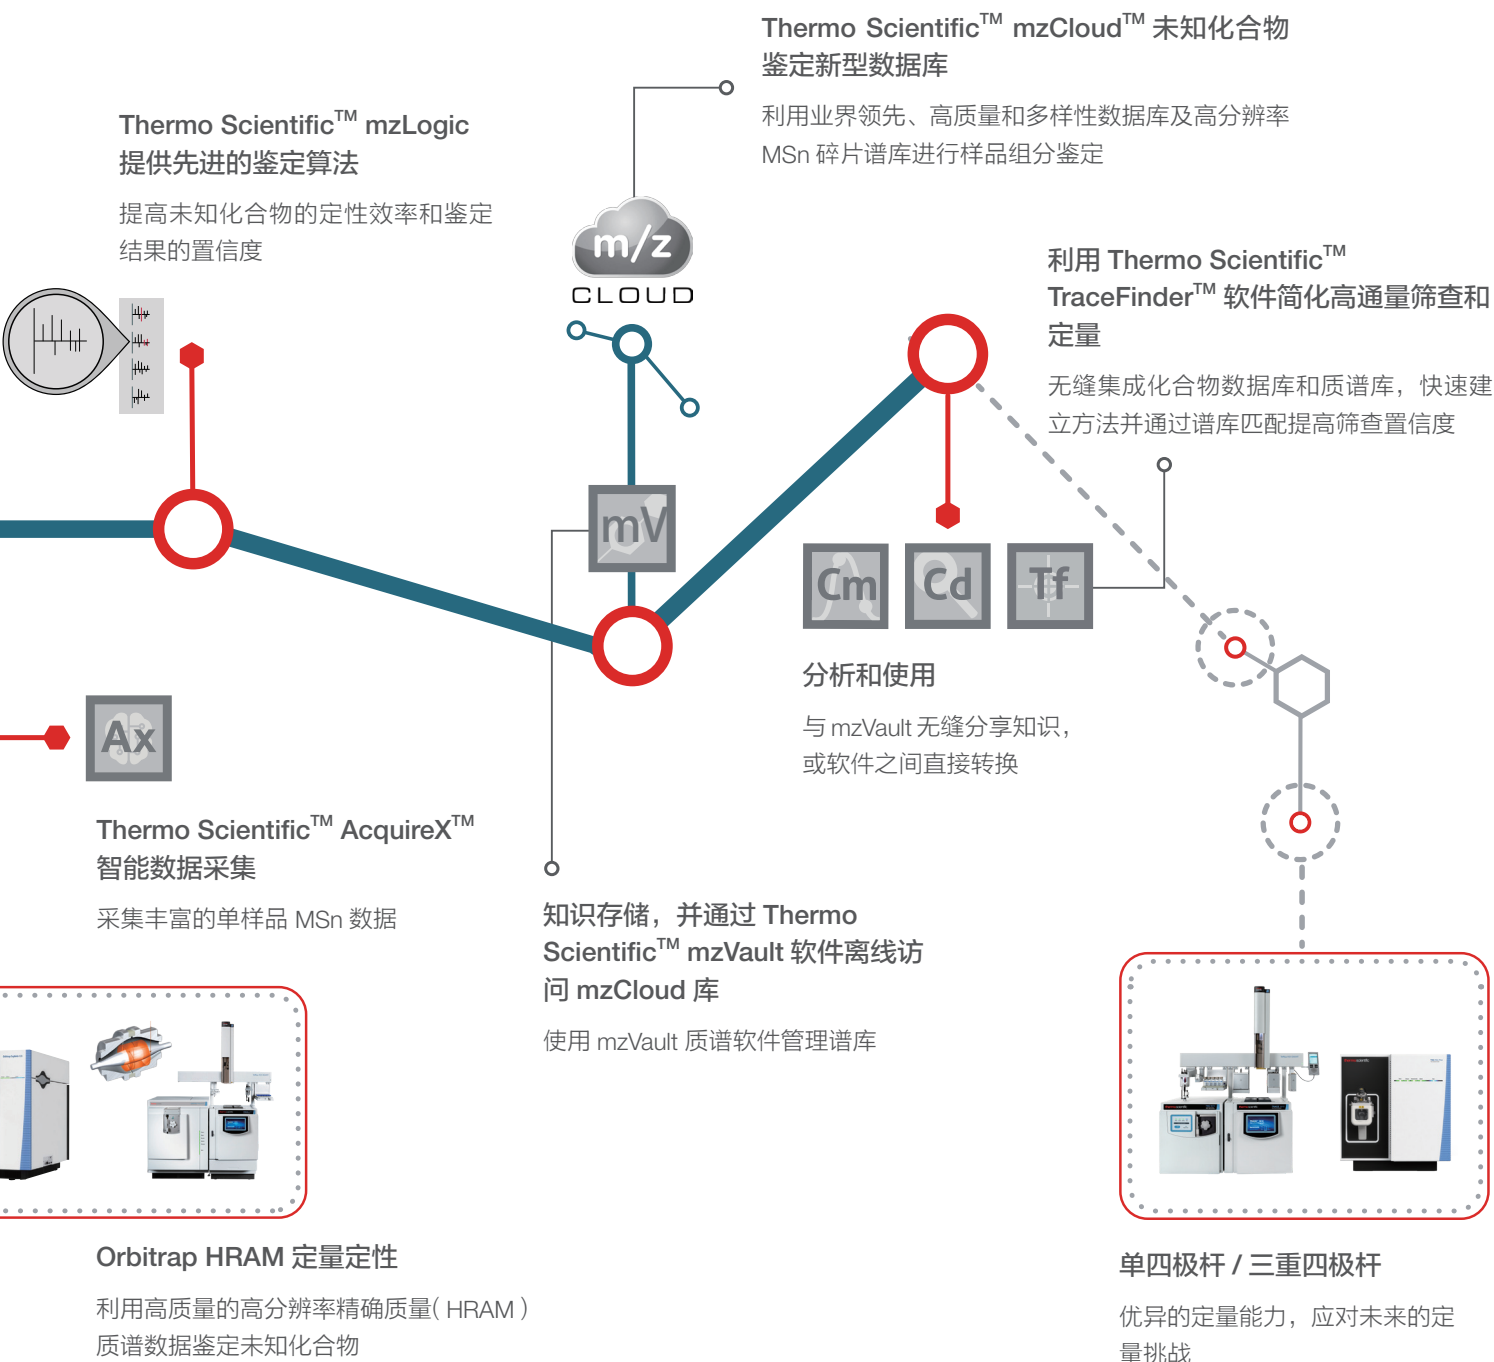 Thermo Scientific™ mzCloud™ 未知化合物
鉴定新型数据库
利用业界领先、高质量和多样性数据库及高分辨率
MSn 碎片谱库进行样品组分鉴定
Thermo Scientific™ mzLogic
提供先进的鉴定算法
提高未知化合物的定性效率和鉴定
结果的置信度
m/z
CLOUD
利用 Thermo Scientific™
TraceFinder™ 软件简化高通量筛查和
定量
无缝集成化合物数据库和质谱库，快速建
立方法并通过谱库匹配提高筛查置信度
mV
Cm
Cd
Tf
分析和使用
与 mzVault 无缝分享知识，
或软件之间直接转换
Ax
Thermo Scientific™ AcquireX™
智能数据采集
采集丰富的单样品 MSn 数据
知识存储，并通过 Thermo
Scientific™ mzVault 软件离线访
问 mzCloud 库
使用 mzVault 质谱软件管理谱库
Orbitrap HRAM 定量定性
利用高质量的高分辨率精确质量( HRAM )
质谱数据鉴定未知化合物
单四极杆 / 三重四极杆
优异的定量能力，应对未来的定
量挑战